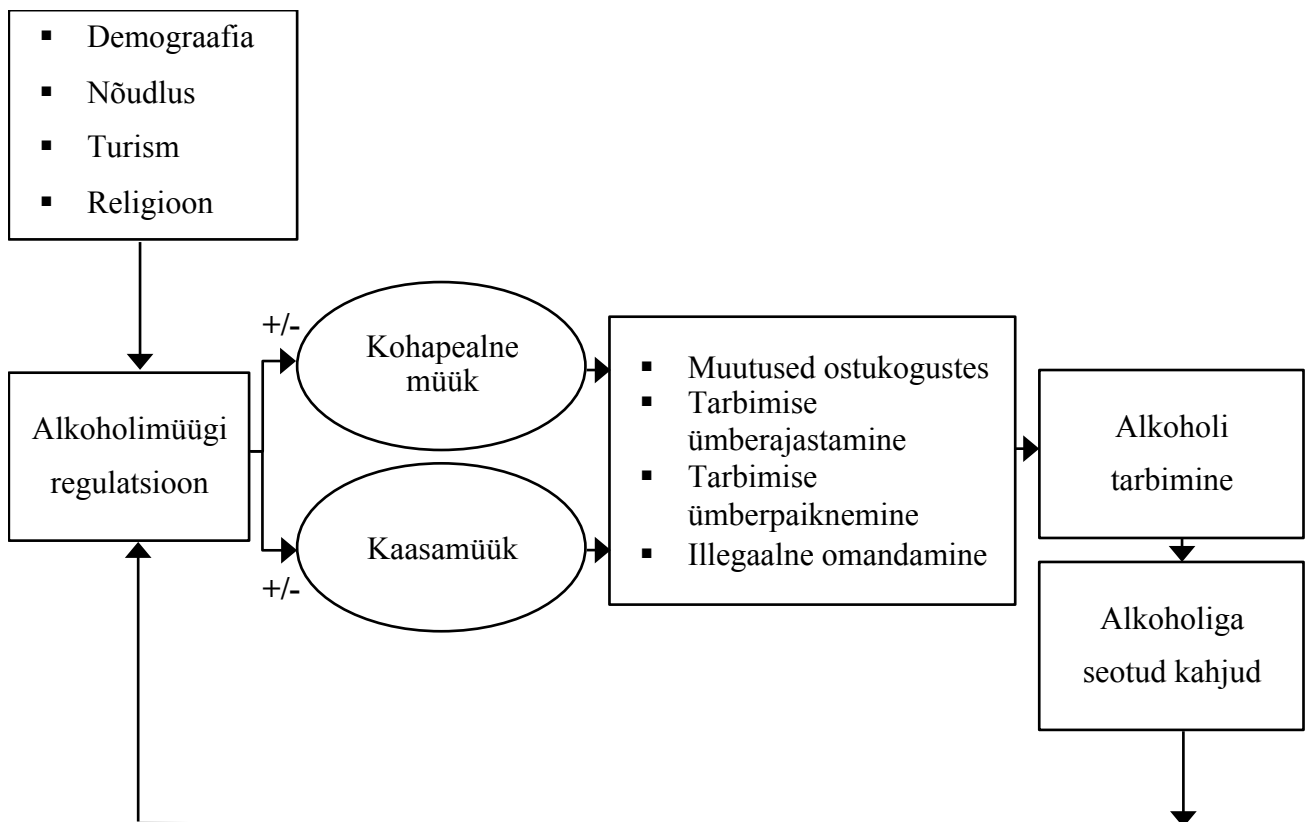 ▪ Demograafia
▪ Nõudlus
▪ Turism
▪ Religioon
Alkoholimüügi
regulatsioon
+/-
Kohapealne
müük
+/-
Kaasamüük
▪ Muutused ostukogustes
▪ Tarbimise
ümberajastamine
▪ Tarbimise
ümberpaiknemine
▪ Illegaalne omandamine
Alkoholi
tarbimine
Alkoholiga
seotud kahjud